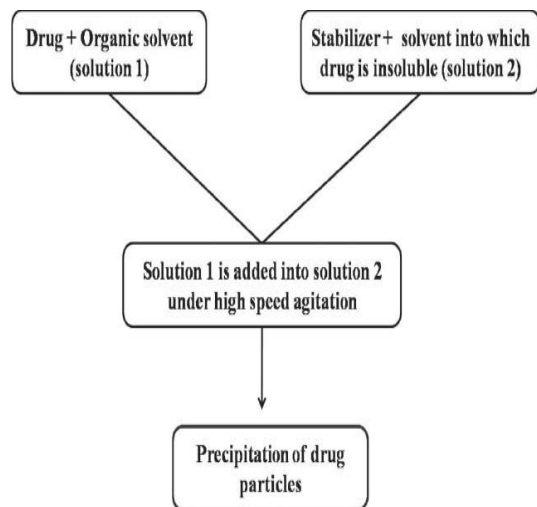 Drug + Organic solvent
(solution 1)
Stabilizer + solvent into which
drug is insoluble (solution 2)
Solution 1 is added into solution 2
under high speed agitation
Precipitation of drug
particles